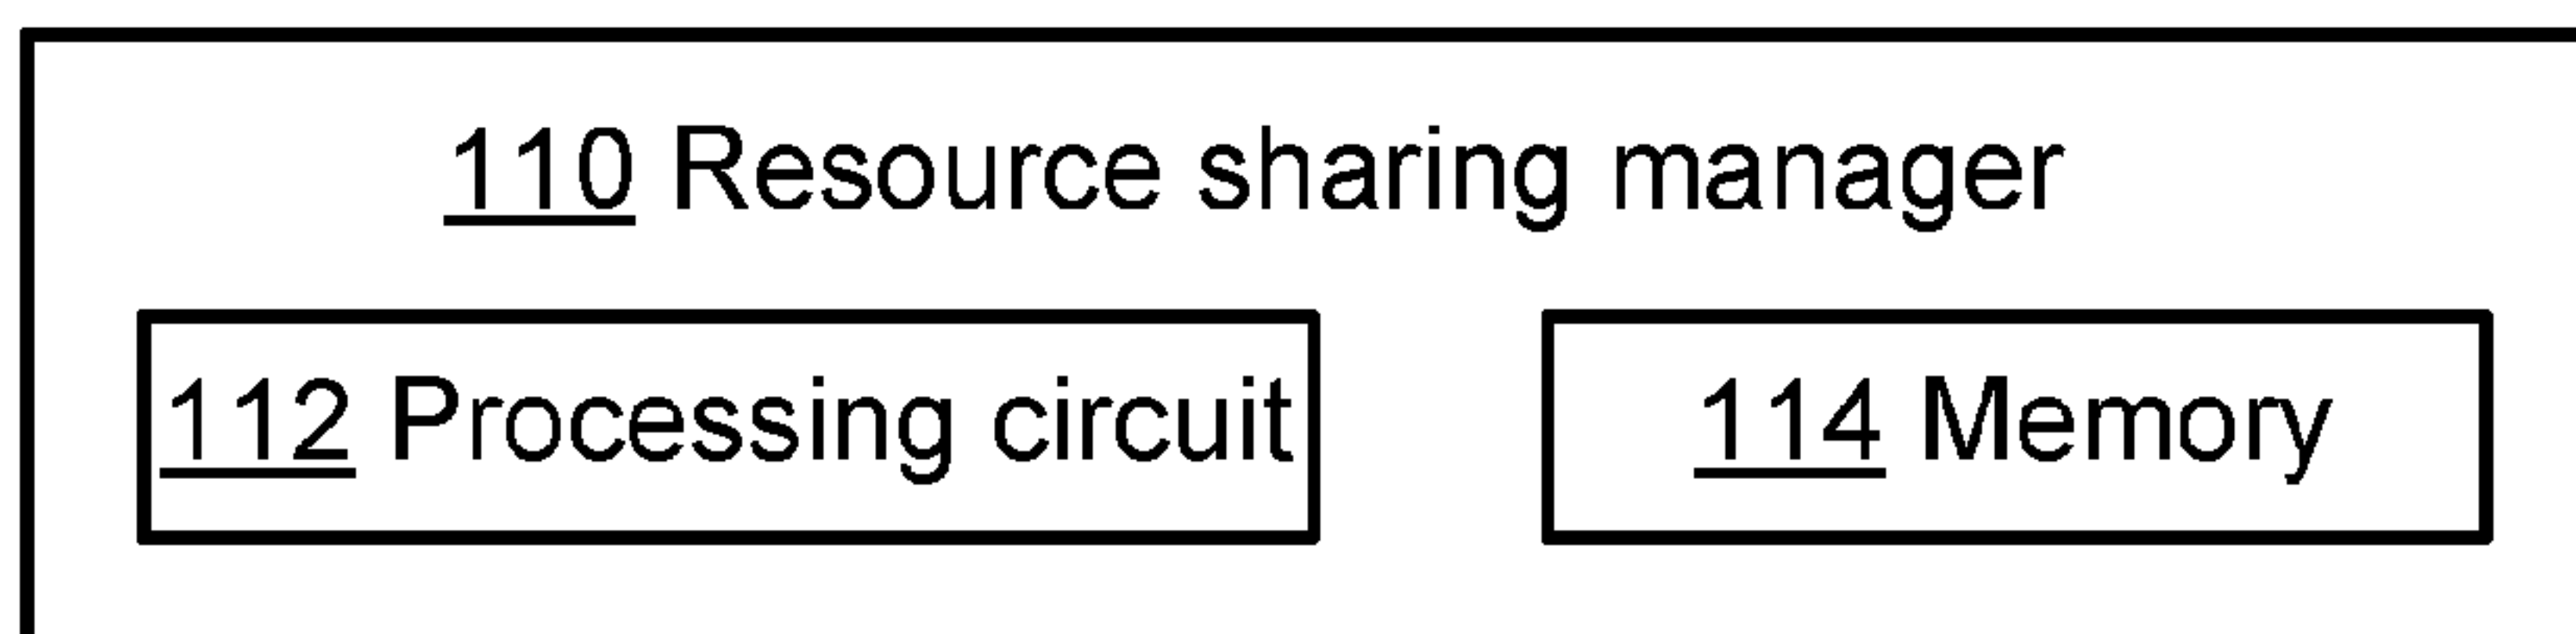 110 Resource sharing manager
112 Processing circuit
114 Memory